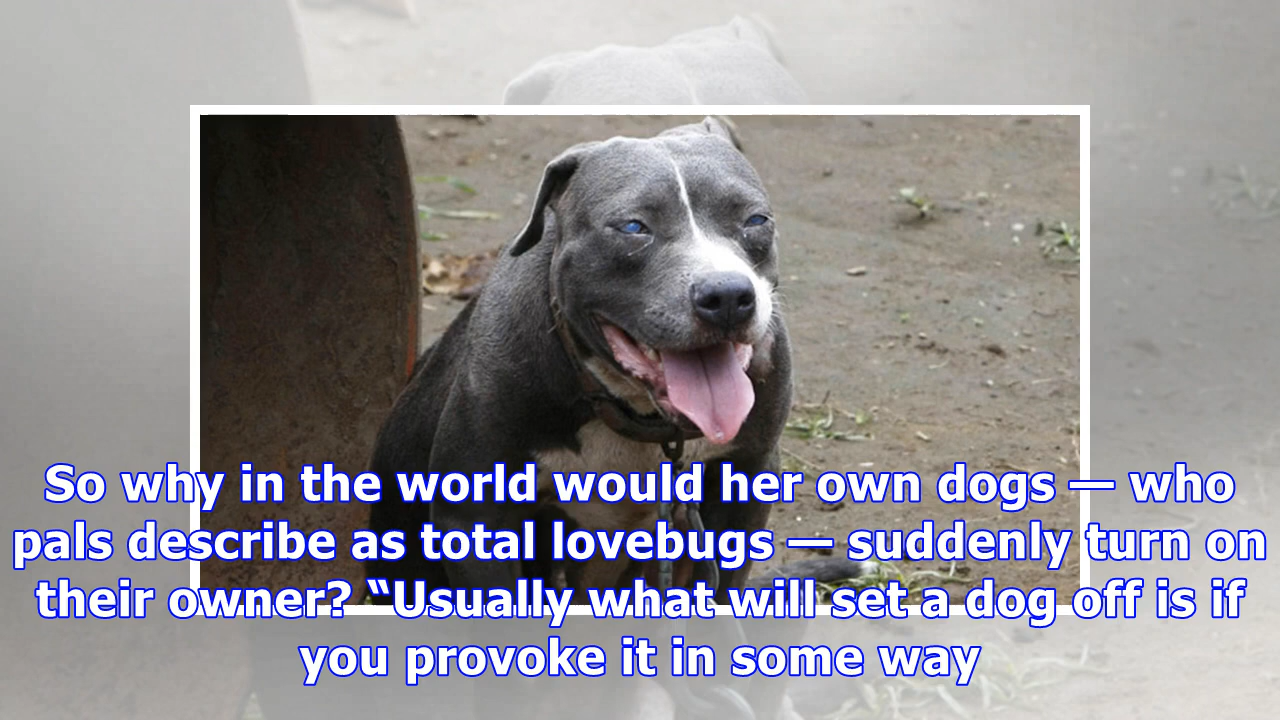 So why in the world would her own dogs — who
pals describe as total lovebugs — suddenly turn on
their owner? “Usually what will set a dog off is if
you provoke it in some way